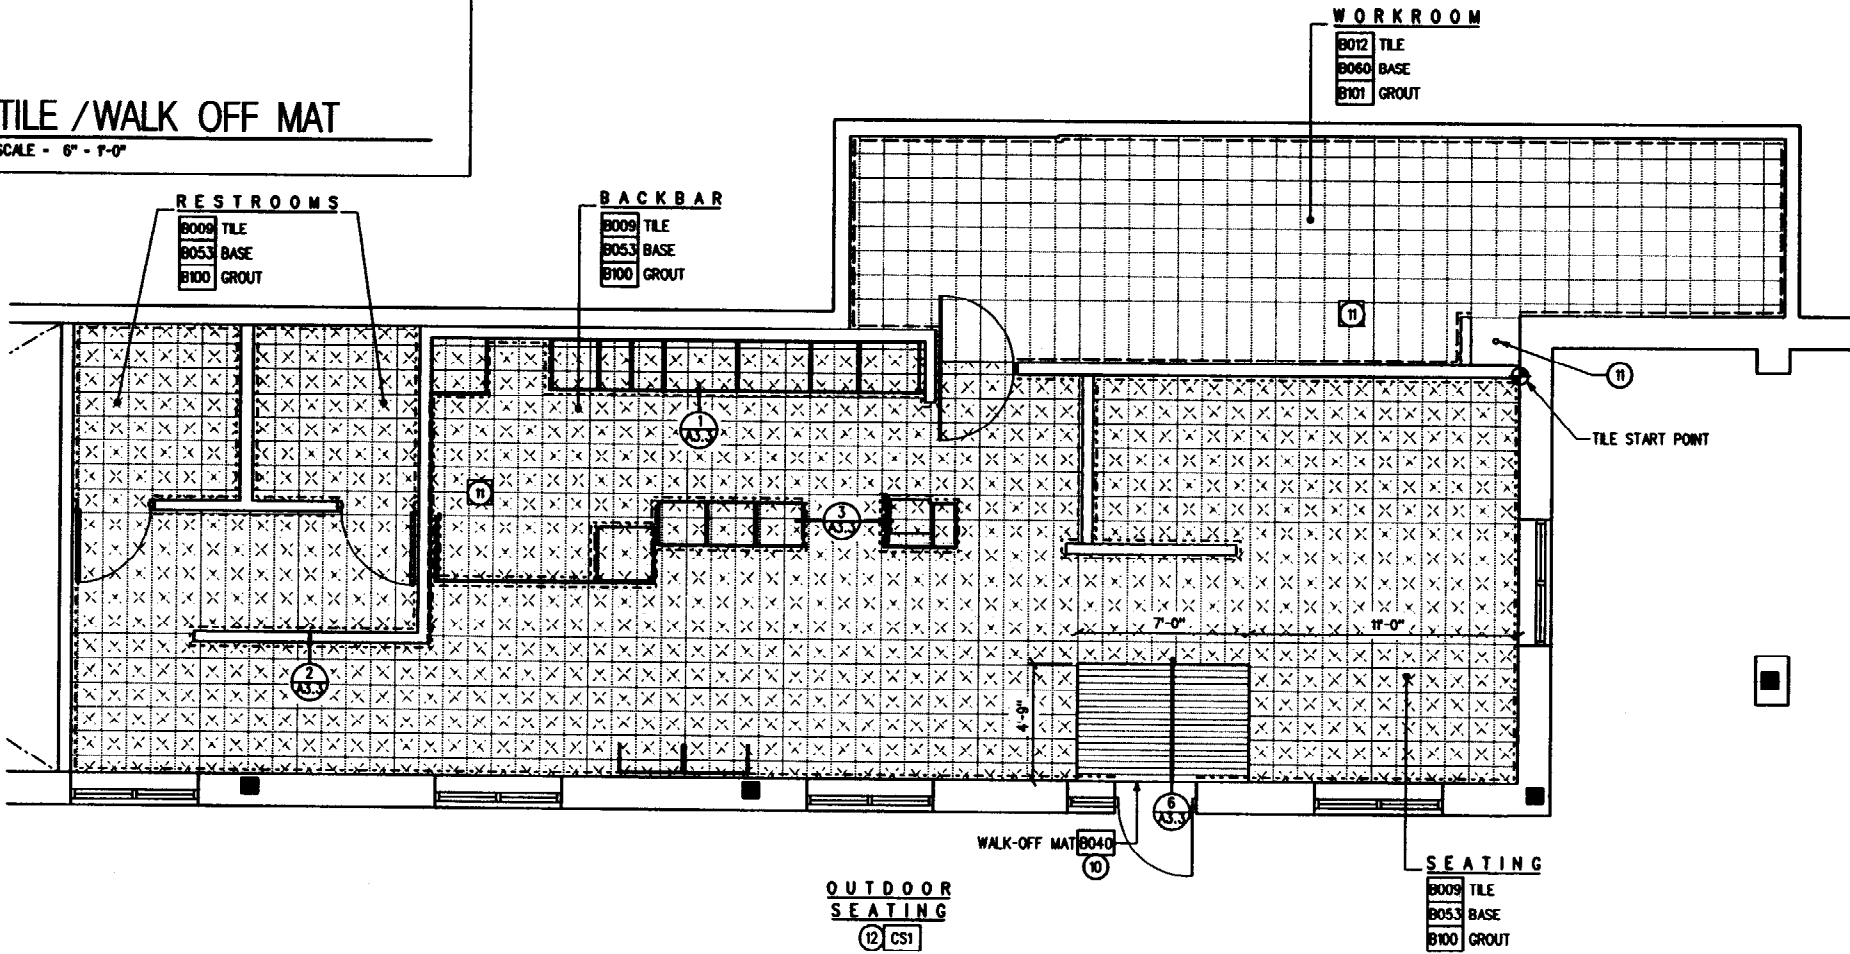 WORKROOM
B012 TILE
B060 BASE
B101 GROUT
TILE / WALK OFF MAT
SCALE - 6" - 1'-0"
RESTROOMS
B009 TILE
B053 BASE
B100 GROUT
BACKBAR
B009 TILE
B053 BASE
B100 GROUT
11
11
TILE START POINT
1
A3.3
11
3
A3.3
7'-0"
11'-0"
2
A3.3
4'-9"
6
A3.3
WALK-OFF MAT B040
10
OUTDOOR
SEATING
12 CS1
SEATING
B009 TILE
B053 BASE
B100 GROUT